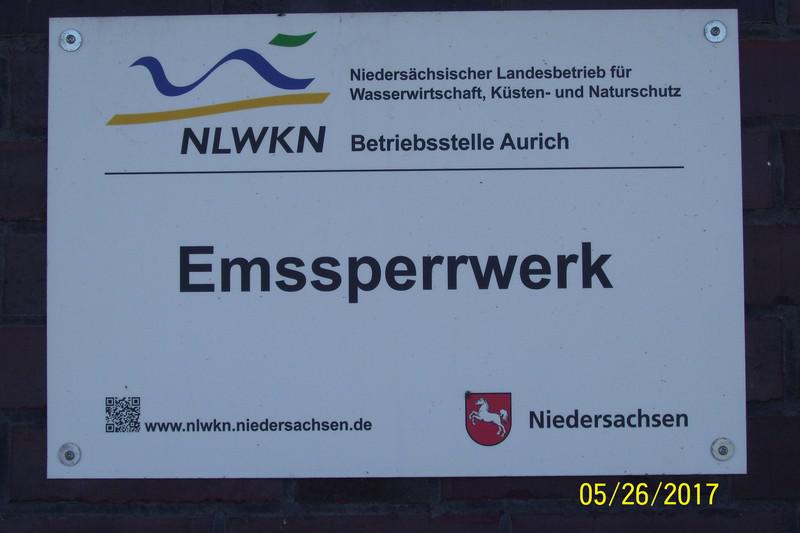 Niedersächsischer Landesbetrieb für
Wasserwirtschaft, Küsten- und Naturschutz
NLWKN
Betriebsstelle Aurich
Emssperrwerk
www.nlwkn.niedersachsen.de
Niedersachsen
05/26/2017